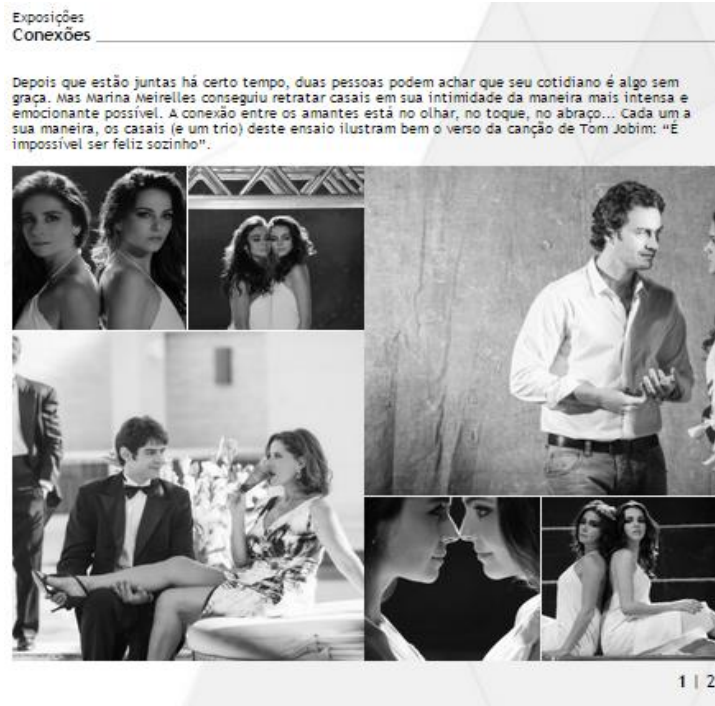 Exposições
Conexões
Depois que estão juntas há certo tempo, duas pessoas podem achar que seu cotidiano é algo sem
graça. Mas Marina Meirelles conseguiu retratar casais em sua intimidade da maneira mais intensa e
emocionante possível. A conexão entre os amantes está no olhar, no toque, no abraço... Cada um a
sua maneira, os casais (e um trio) deste ensaio ilustram bem o verso da canção de Tom Jobim: “É
impossível ser feliz sozinho”.
1 | 2